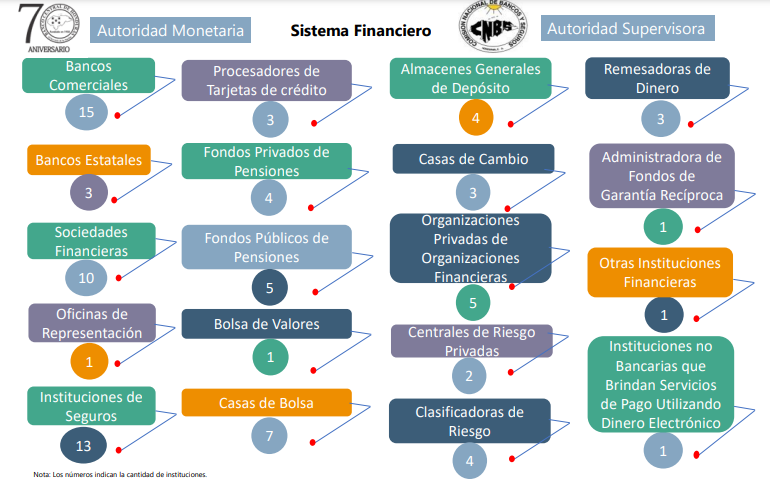 70
ANIVERSARIO
Autoridad Monetaria
Sistema Financiero
CNBS
Autoridad Supervisora
Bancos
Comerciales
15
Bancos Estatales
3
Sociedades
Financieras
10
Oficinas de
Representación
1
Instituciones de
Seguros
13
Procesadores de
Tarjetas de crédito
3
Fondos Privados de
Pensiones
4
Fondos Públicos de
Pensiones
5
Bolsa de Valores
1
Casas de Bolsa
7
Almacenes Generales
de Depósito
4
Casas de Cambio
3
Organizaciones
Privadas de
Organizaciones
Financieras
5
Centrales de Riesgo
Privadas
2
Clasificadoras de
Riesgo
4
Remesadoras de
Dinero
3
Administradora de
Fondos de
Garantía Recíproca
1
Otras Instituciones
Financieras
1
Instituciones no
Bancarias que
Brindan Servicios
de Pago Utilizando
Dinero Electrónico
1
Nota: Los números indican la cantidad de instituciones.